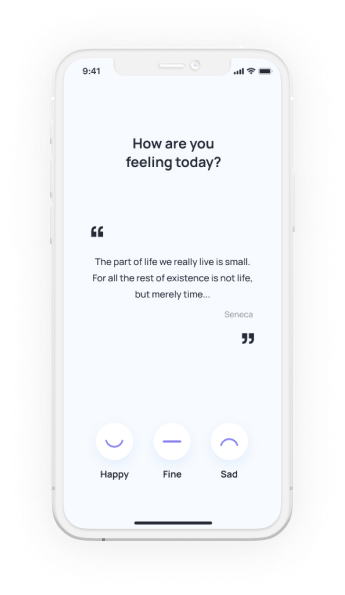 9:41
How are you
feeling today?
❝
The part of life we really live is small.
For all the rest of existence is not life,
but merely time...
Seneca
❞
Happy
Fine
Sad